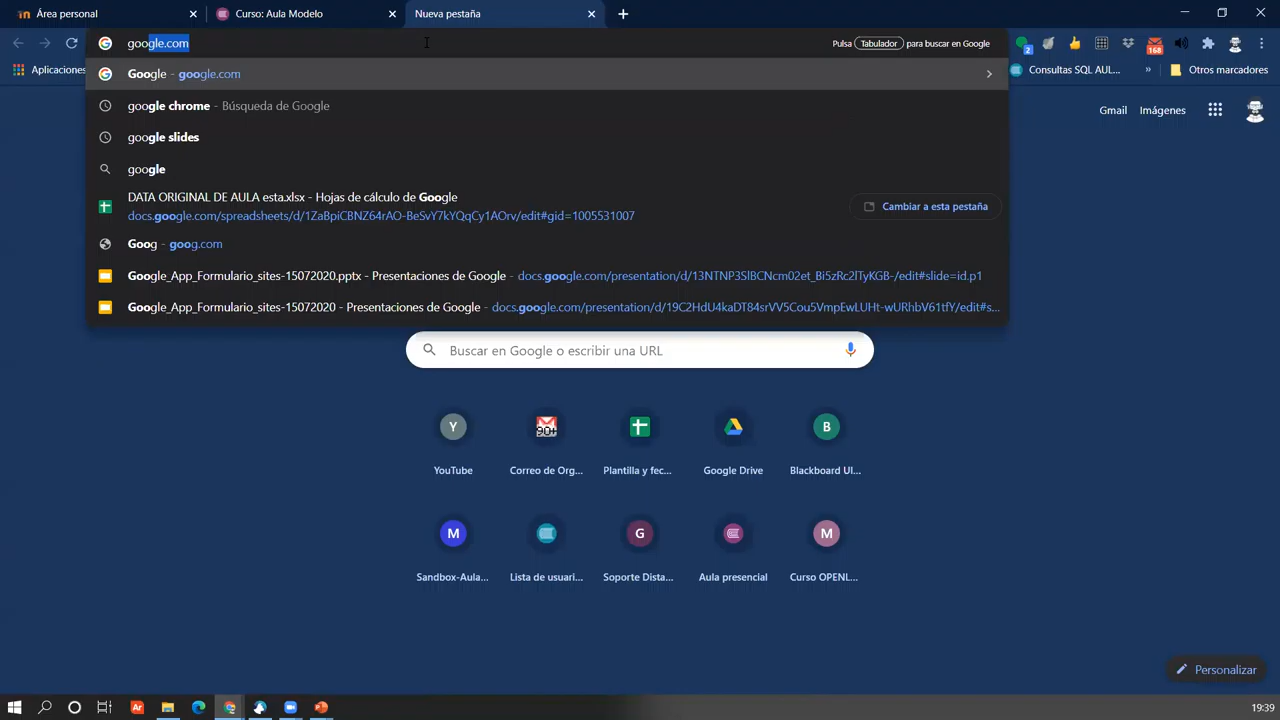 Área personal
Curso: Aula Modelo
Nueva pestaña
google.com
Pulsa Tabulador para buscar en Google
2
168
Aplicaciones
Consultas SQL AUL...
»
Otros marcadores
Google - google.com
google chrome - Búsqueda de Google
google slides
google
DATA ORIGINAL DE AULA esta.xlsx - Hojas de cálculo de Google
docs.google.com/spreadsheets/d/1ZaBpiCBNZ64rAO-BeSvY7kYQqCy1AOrv/edit#gid=1005531007
Cambiar a esta pestaña
Goog - goog.com
Google_App_Formulario_sites-15072020.pptx - Presentaciones de Google - docs.google.com/presentation/d/13NTNP3SlBCNcm02et_Bi5zRc2lTyKGB-/edit#slide=id.p1
Google_App_Formulario_sites-15072020 - Presentaciones de Google - docs.google.com/presentation/d/19C2HdU4kaDT84srVV5Cou5VmpEwLUHt-wURhbV61tfY/edit#s...
Gmail
Imágenes
Buscar en Google o escribir una URL
Y
90+
B
YouTube
Correo de Org...
Plantilla y fec...
Google Drive
Blackboard Ul...
M
G
M
Sandbox-Aula...
Lista de usuari...
Soporte Dista...
Aula presencial
Curso OPENL...
Personalizar
Ar
19:39